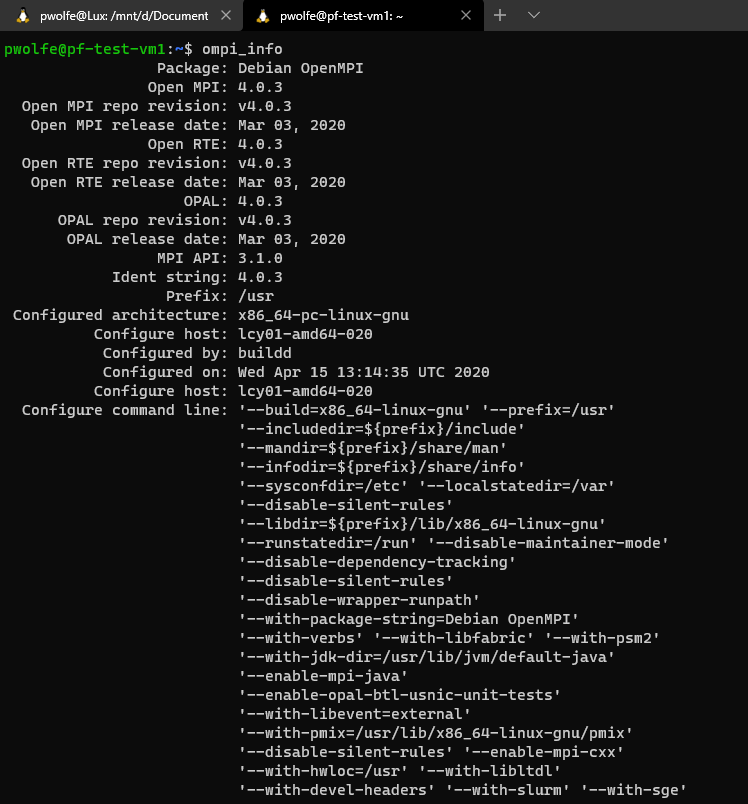 pwolfe@Lux: /mnt/d/Document
pwolfe@pf-test-vm1: ~
pwolfe@pf-test-vm1:~$ ompi_info
Package: Debian OpenMPI
Open MPI: 4.0.3
Open MPI repo revision: v4.0.3
Open MPI release date: Mar 03, 2020
Open RTE: 4.0.3
Open RTE repo revision: v4.0.3
Open RTE release date: Mar 03, 2020
OPAL: 4.0.3
OPAL repo revision: v4.0.3
OPAL release date: Mar 03, 2020
MPI API: 3.1.0
Ident string: 4.0.3
Prefix: /usr
Configured architecture: x86_64-pc-linux-gnu
Configure host: lcy01-amd64-020
Configured by: buildd
Configured on: Wed Apr 15 13:14:35 UTC 2020
Configure host: lcy01-amd64-020
Configure command line: '--build=x86_64-linux-gnu' '--prefix=/usr'
'--includedir=${prefix}/include'
'--mandir=${prefix}/share/man'
'--infodir=${prefix}/share/info'
'--sysconfdir=/etc' '--localstatedir=/var'
'--disable-silent-rules'
'--libdir=${prefix}/lib/x86_64-linux-gnu'
'--runstatedir=/run' '--disable-maintainer-mode'
'--disable-dependency-tracking'
'--disable-silent-rules'
'--disable-wrapper-runpath'
'--with-package-string=Debian OpenMPI'
'--with-verbs' '--with-libfabric' '--with-psm2'
'--with-jdk-dir=/usr/lib/jvm/default-java'
'--enable-mpi-java'
'--enable-opal-btl-usnic-unit-tests'
'--with-libevent=external'
'--with-pmix=/usr/lib/x86_64-linux-gnu/pmix'
'--disable-silent-rules' '--enable-mpi-cxx'
'--with-hwloc=/usr' '--with-libltdl'
'--with-devel-headers' '--with-slurm' '--with-sge'